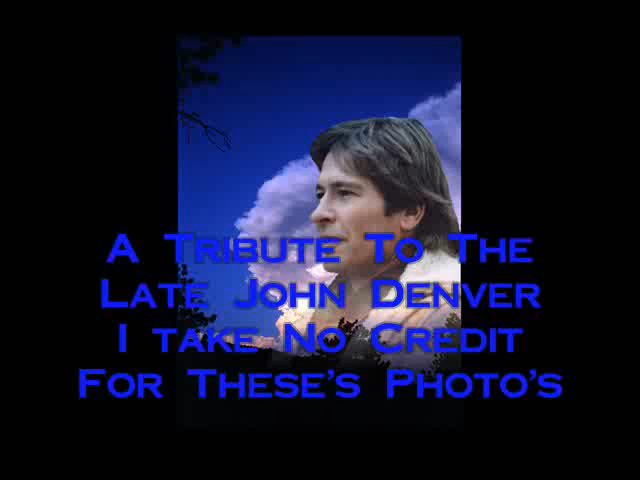 A Tribute To The
Late John Denver
I take No Credit
For These's Photo's